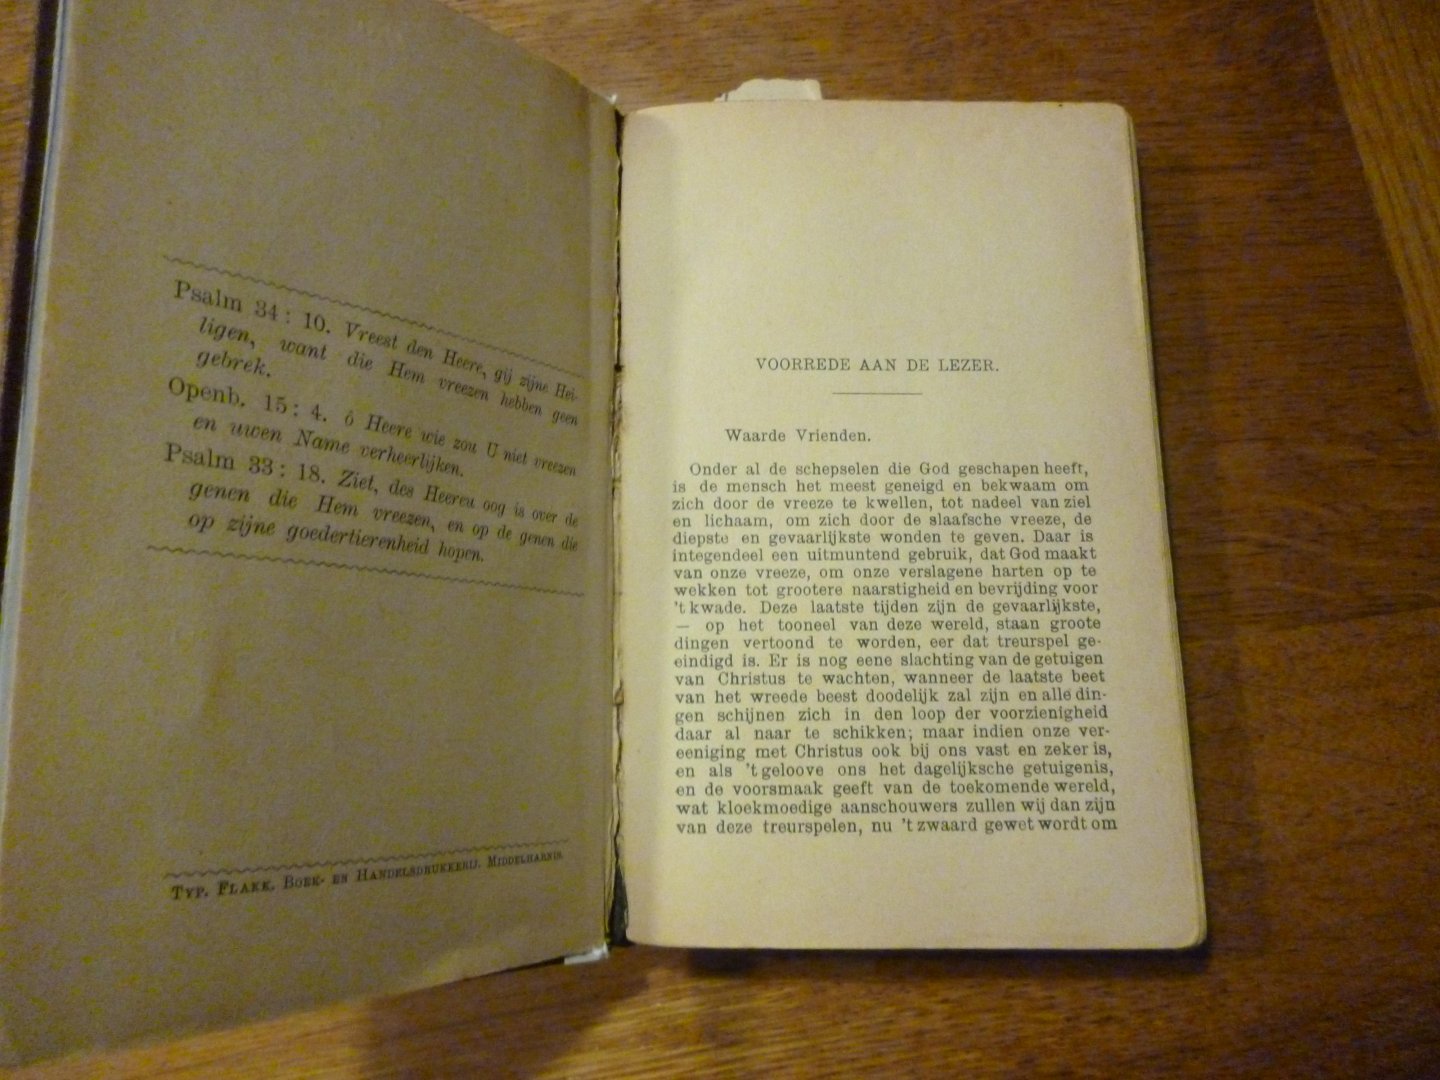 Psalm 34 : 10. Vreest den Heere, gij zijne Hei-
ligen, want die Hem vreezen hebben geen
gebrek.
Openb. 15 : 4. ô Heere wie zou U niet vreezen
en uwen Name verheerlijken.
Psalm 33 : 18. Ziet, des Heeren oog is over de
genen die Hem vreezen, en op de genen die
op zijne goedertierenheid hopen.
Typ. Flakk. Boek- en Handelsdrukkerij. Middelharnis.
VOORREDE AAN DE LEZER.
Waarde Vrienden.
Onder al de schepselen die God geschapen heeft,
is de mensch het meest geneigd en bekwaam om
zich door de vreeze te kwellen, tot nadeel van ziel
en lichaam, om zich door de slaafsche vreeze, de
diepste en gevaarlijkste wonden te geven. Daar is
integendeel een uitmuntend gebruik, dat God maakt
van onze vreeze, om onze verslagene harten op te
wekken tot grootere naarstigheid en bevrijding voor
't kwade. Deze laatste tijden zijn de gevaarlijkste,
— op het tooneel van deze wereld, staan groote
dingen vertoond te worden, eer dat treurspel ge-
eindigd is. Er is nog eene slachting van de getuigen
van Christus te wachten, wanneer de laatste beet
van het wreede beest doodelijk zal zijn en alle din-
gen schijnen zich in den loop der voorzienigheid
daar al naar te schikken; maar indien onze ver-
eeniging met Christus ook bij ons vast en zeker is,
en als 't geloove ons het dagelijksche getuigenis,
en de voorsmaak geeft van de toekomende wereld,
wat kloekmoedige aanschouwers zullen wij dan zijn
van deze treurspelen, nu 't zwaard gewet wordt om